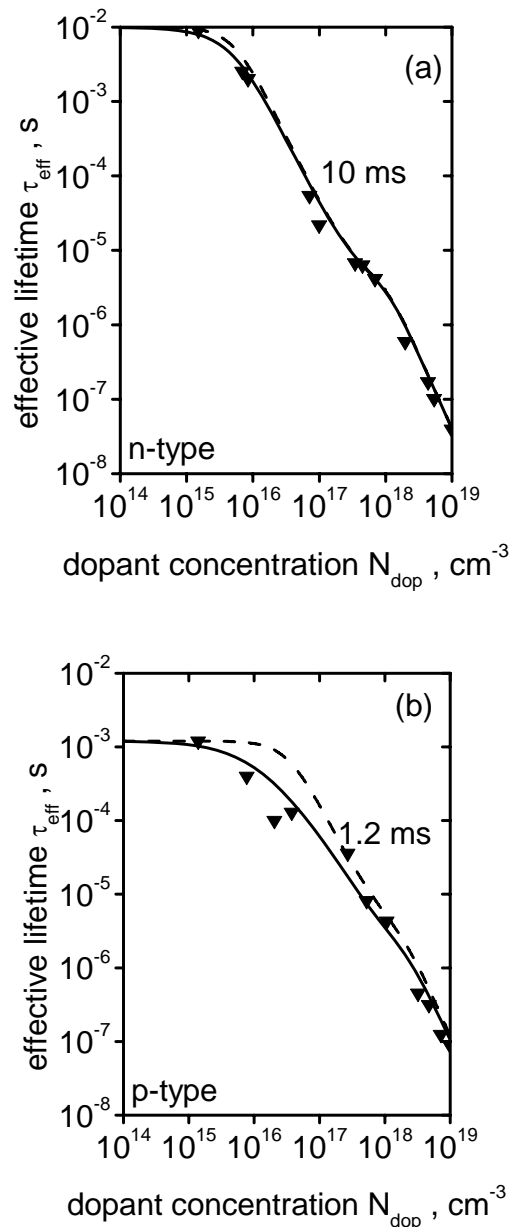 (a)
effective lifetime τ_eff , s
10^-2
10^-3
10^-4
10^-5
10^-6
10^-7
10^-8
10 ms
n-type
10^14 10^15 10^16 10^17 10^18 10^19
dopant concentration N_dop , cm^-3
(b)
effective lifetime τ_eff , s
10^-2
10^-3
10^-4
10^-5
10^-6
10^-7
10^-8
1.2 ms
p-type
10^14 10^15 10^16 10^17 10^18 10^19
dopant concentration N_dop , cm^-3